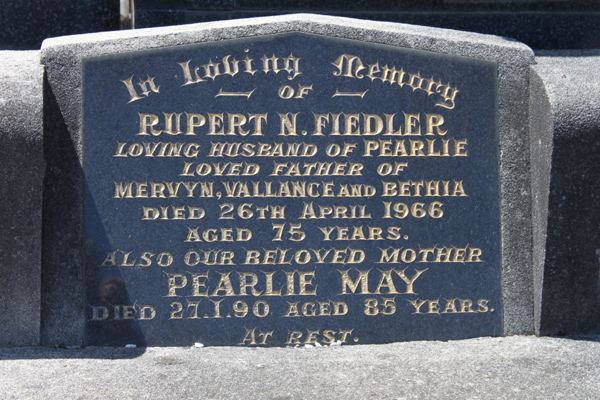 In Loving Memory
OF
RUPERT N. FIEDLER
LOVING HUSBAND OF PEARLIE
LOVED FATHER OF
MERVYN, VALLANCE AND BETHIA
DIED 26TH APRIL 1966
AGED 75 YEARS.
ALSO OUR BELOVED MOTHER
PEARLIE MAY
DIED 27.1.90 AGED 85 YEARS.
AT REST.